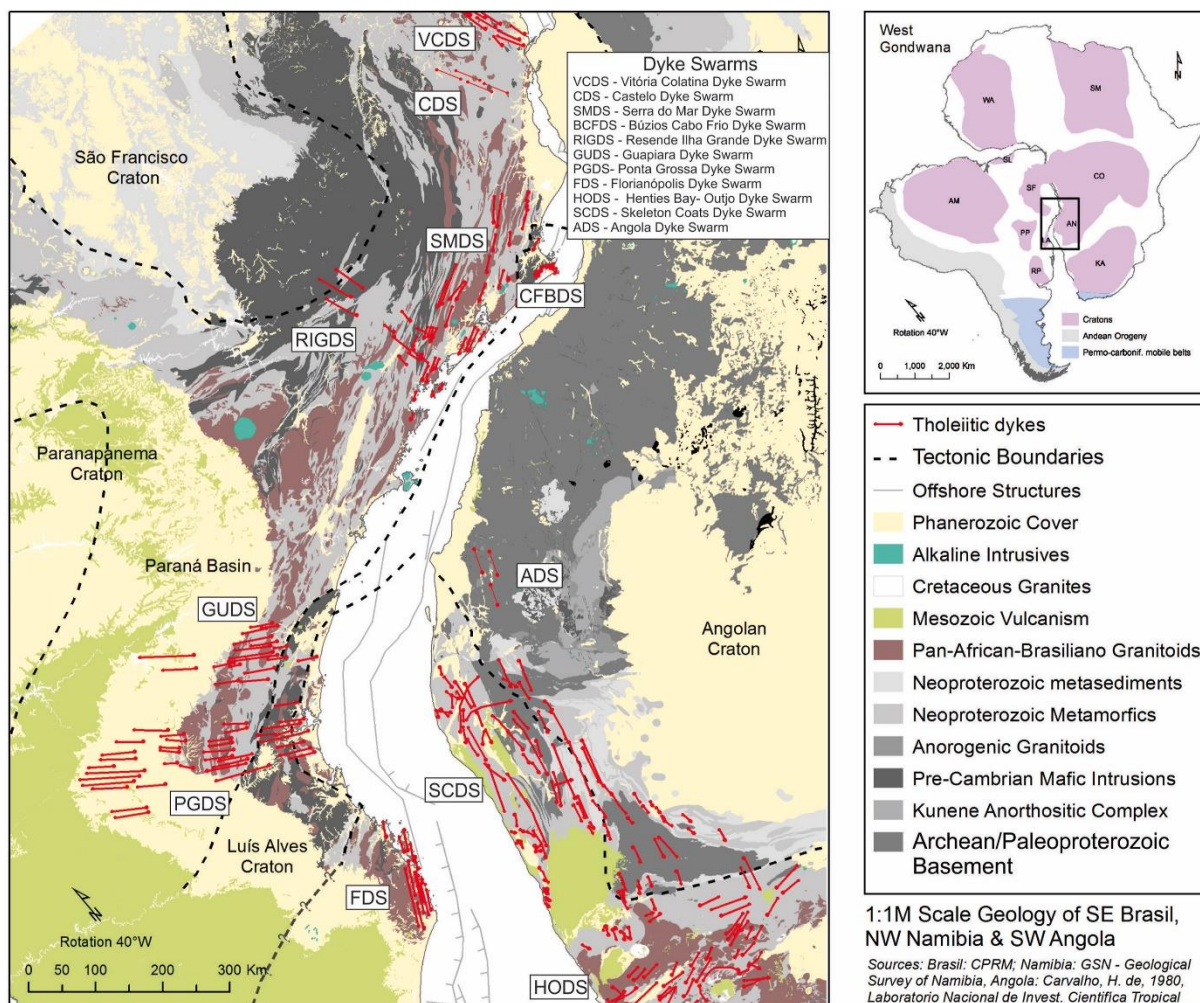 VCDS
CDS
São Francisco
Craton
Dyke Swarms
VCDS - Vitória Colatina Dyke Swarm
CDS - Castelo Dyke Swarm
SMDS - Serra do Mar Dyke Swarm
BCFDS - Búzios Cabo Frio Dyke Swarm
RIGDS - Resende Ilha Grande Dyke Swarm
GUDS - Guapiara Dyke Swarm
PGDS- Ponta Grossa Dyke Swarm
FDS - Florianópolis Dyke Swarm
HODS - Henties Bay- Outjo Dyke Swarm
SCDS - Skeleton Coats Dyke Swarm
ADS - Angola Dyke Swarm
SMDS
CFBDS
RIGDS
Paranapanema
Craton
Paraná Basin
GUDS
ADS
Angolan
Craton
PGDS
SCDS
Luís Alves
Craton
FDS
HODS
N
Rotation 40°W
0 50 100 200 300 Km
West
Gondwana
N
WA
SM
SL
AM
SF
CO
PP
LA
AN
RP
KA
Rotation 40°W
0 1,000 2,000 Km
Cratons
Andean Orogeny
Permo-carbonif. mobile belts
Tholeiitic dykes
Tectonic Boundaries
Offshore Structures
Phanerozoic Cover
Alkaline Intrusives
Cretaceous Granites
Mesozoic Vulcanism
Pan-African-Brasiliano Granitoids
Neoproterozoic metasediments
Neoproterozoic Metamorfics
Anorogenic Granitoids
Pre-Cambrian Mafic Intrusions
Kunene Anorthositic Complex
Archean/Paleoproterozoic
Basement
1:1M Scale Geology of SE Brasil,
NW Namibia & SW Angola
Sources: Brasil: CPRM; Namibia: GSN - Geological
Survey of Namibia, Angola: Carvalho, H. de, 1980,
Laboratorio Nacional de Invest. Cientifica Tropical